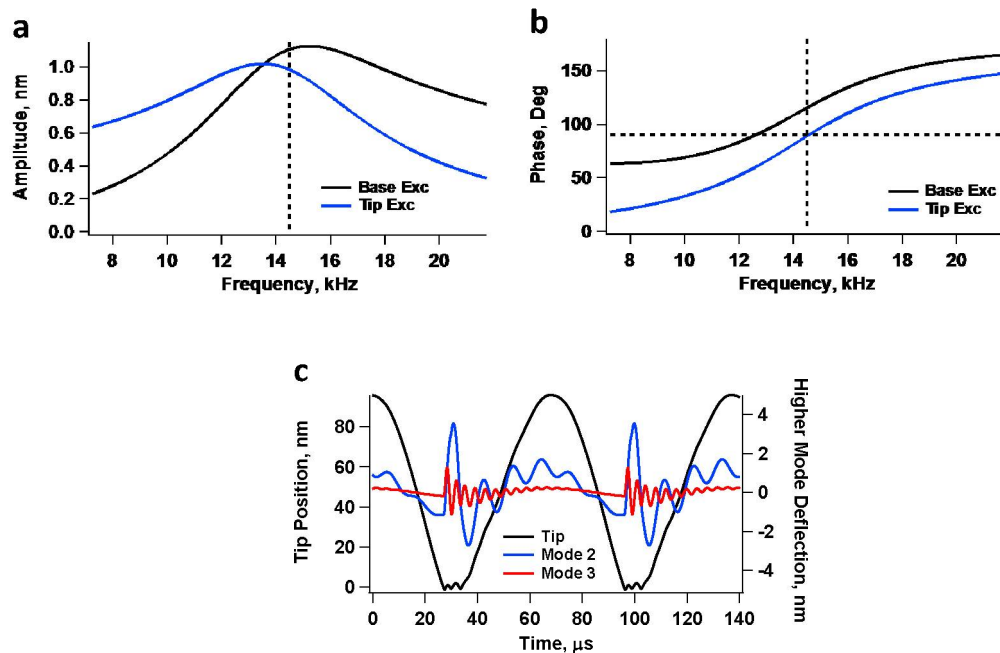 a
Amplitude, nm
1.0
0.8
0.6
0.4
0.2
0.0
Base Exc
Tip Exc
8 10 12 14 16 18 20
Frequency, kHz
b
Phase, Deg
150
100
50
0
Base Exc
Tip Exc
8 10 12 14 16 18 20
Frequency, kHz
c
Tip Position, nm
80
60
40
20
0
Tip
Mode 2
Mode 3
4
2
0
-2
-4
Higher Mode Deflection, nm
0 20 40 60 80 100 120 140
Time, μs